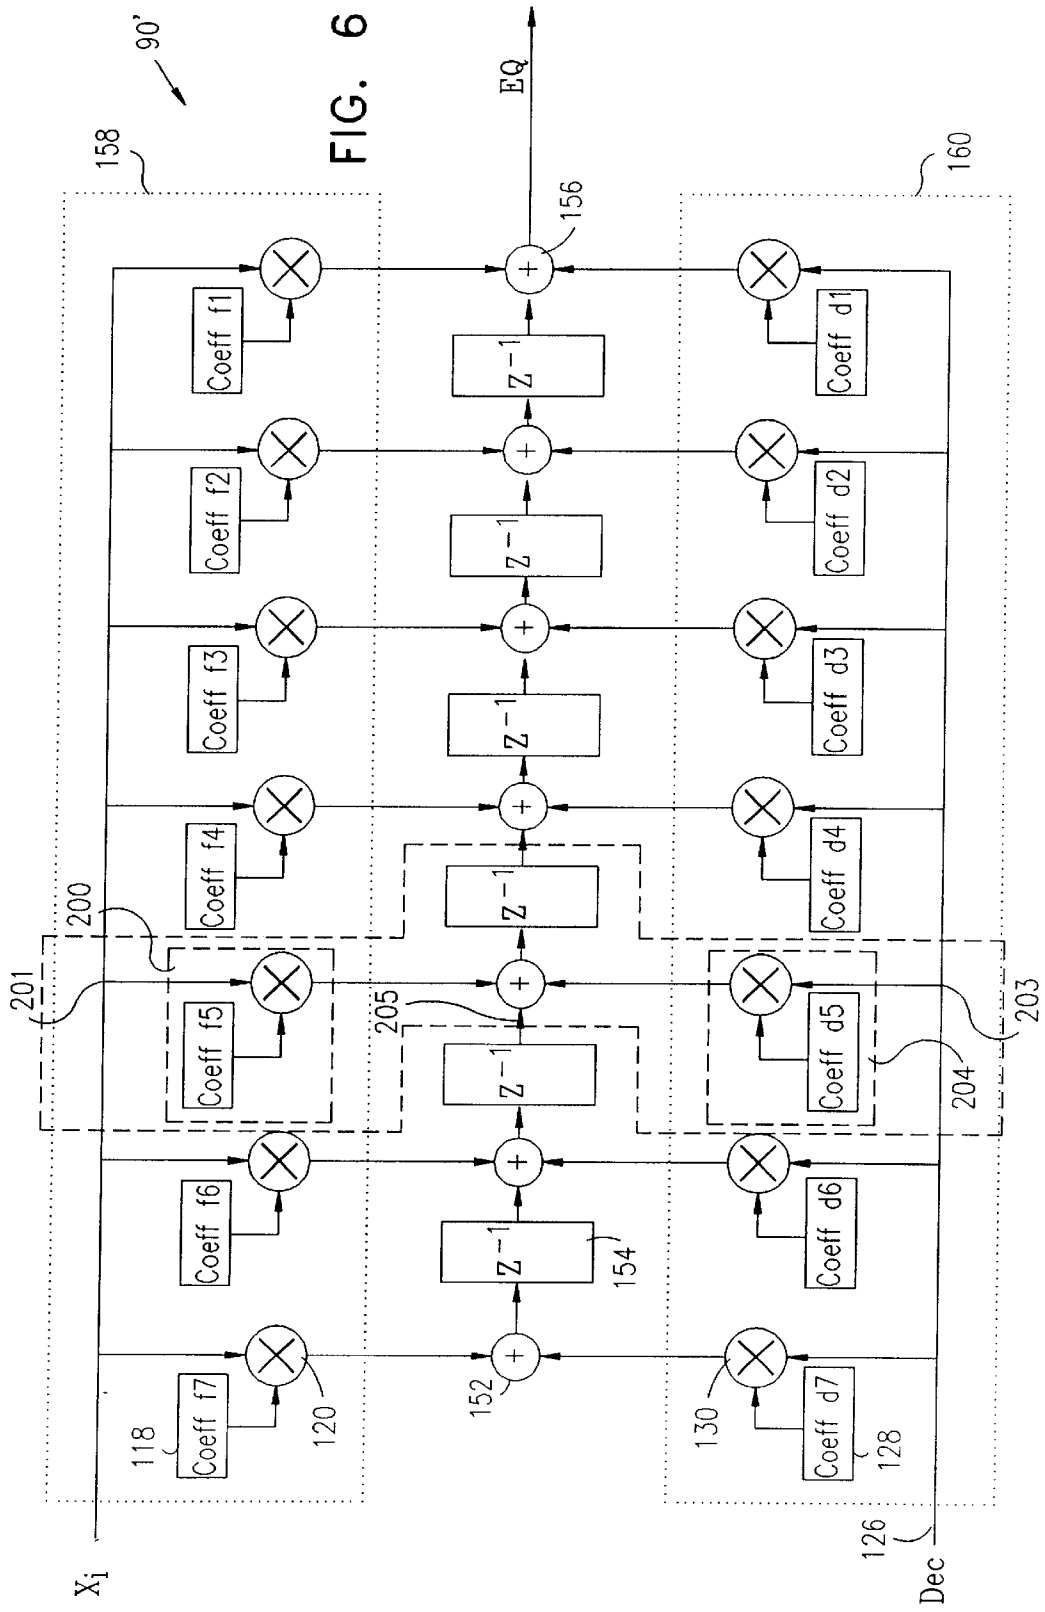 90'
FIG. 6
158
X_i
201
200
118
Coeff f7
Coeff f6
Coeff f5
Coeff f4
Coeff f3
Coeff f2
Coeff f1
120
205
EQ
+
+
+
+
+
+
+
Z⁻¹
Z⁻¹
Z⁻¹
Z⁻¹
Z⁻¹
Z⁻¹
152
154
156
130
Coeff d7
Coeff d6
Coeff d5
Coeff d4
Coeff d3
Coeff d2
Coeff d1
128
204
203
160
Dec
126